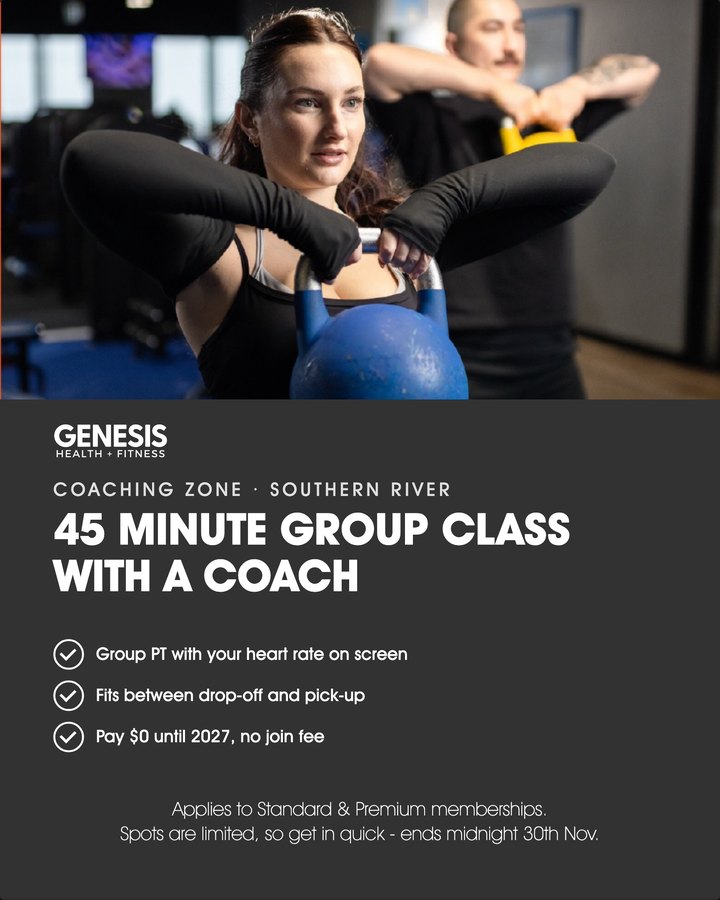 GENESIS
HEALTH + FITNESS
COACHING ZONE · SOUTHERN RIVER
45 MINUTE GROUP CLASS
WITH A COACH
Group PT with your heart rate on screen
Fits between drop-off and pick-up
Pay $0 until 2027, no join fee
Applies to Standard & Premium memberships.
Spots are limited, so get in quick - ends midnight 30th Nov.